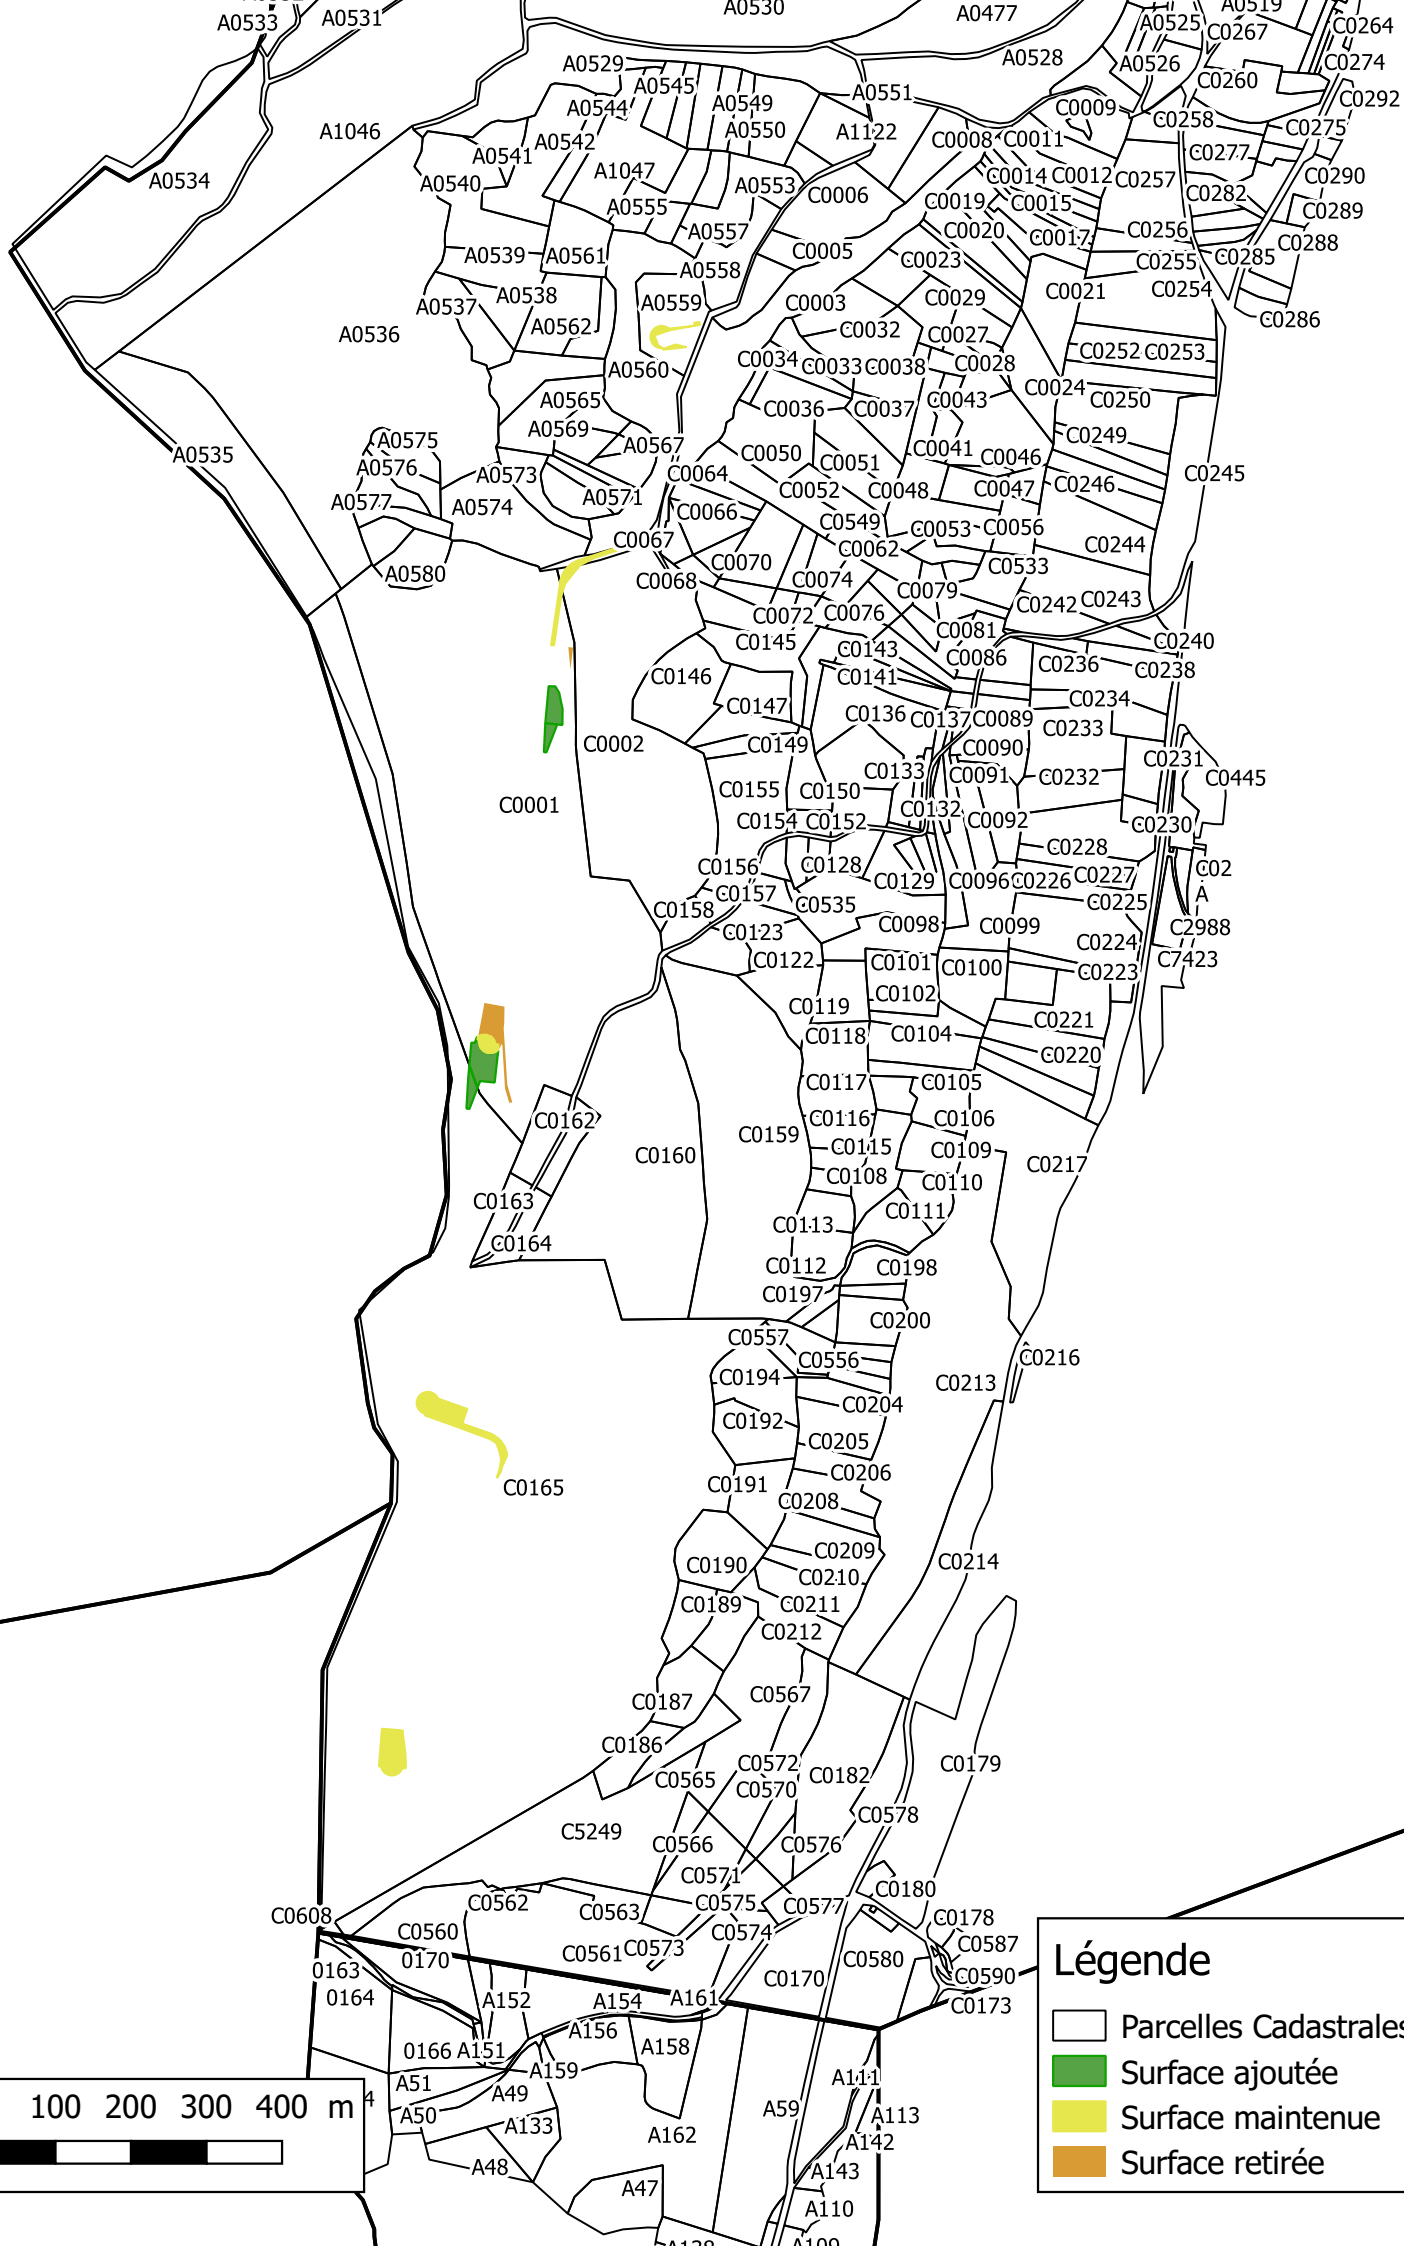 A0533
A0531
A0530
A0477
A0519
A0525
C0267
C0264
A0529
A0528
A0526
C0274
A0545
C0260
A0544
A0549
A0551
C0009
C0292
A1046
A0542
A0550
A1122
C0258
C0275
A0541
C0008
C0011
C0277
A0534
A0540
A1047
A0553
C0006
C0014
C0012
C0257
C0290
A0555
C0019
C0015
C0282
C0289
A0557
C0020
C0017
C0256
C0288
A0539
A0561
C0005
C0023
C0255
C0285
A0558
A0537
A0538
A0559
C0003
C0029
C0021
C0254
A0536
A0562
C0032
C0027
C0286
A0560
C0034
C0033
C0038
C0028
C0252
C0253
A0565
C0036
C0037
C0043
C0024
C0250
A0575
A0569
A0567
A0535
A0576
A0573
C0064
C0050
C0051
C0041
C0046
C0249
C0245
A0577
A0574
A0571
C0052
C0048
C0047
C0246
C0067
C0066
C0549
C0053
C0056
C0244
A0580
C0068
C0070
C0062
C0533
C0074
C0079
C0072
C0076
C0242
C0243
C0145
C0143
C0081
C0240
C0146
C0141
C0086
C0236
C0238
C0147
C0136
C0137
C0089
C0234
C0002
C0149
C0090
C0233
C0231
C0001
C0155
C0150
C0133
C0091
C0232
C0445
C0154
C0152
C0132
C0092
C0230
C0156
C0128
C0228
C02
C0157
C0129
C0096
C0226
C0227
A
C0158
C0535
C0098
C0099
C0225
C2988
C0123
C0224
C0122
C0101
C0100
C0223
C7423
C0119
C0102
C0118
C0104
C0221
C0117
C0105
C0220
C0162
C0159
C0116
C0106
C0160
C0115
C0109
C0217
C0163
C0108
C0110
C0164
C0113
C0111
C0112
C0198
C0197
C0200
C0557
C0556
C0216
C0194
C0204
C0213
C0192
C0205
C0165
C0191
C0206
C0208
C0190
C0209
C0214
C0189
C0210
C0211
C0212
C0187
C0567
C0186
C0572
C0182
C0179
C0565
C0570
C5249
C0566
C0576
C0578
C0571
C0608
C0562
C0563
C0575
C0577
C0180
C0560
C0574
C0178
0170
C0561
C0573
C0580
C0587
0163
C0170
C0590
0164
A152
A154
A161
C0173
A156
0166
A151
A158
A159
A51
A49
A111
A50
A133
A59
A113
A162
A142
A48
A143
A47
A110
Légende
Parcelles Cadastrales
Surface ajoutée
Surface maintenue
Surface retirée
100 200 300 400 m